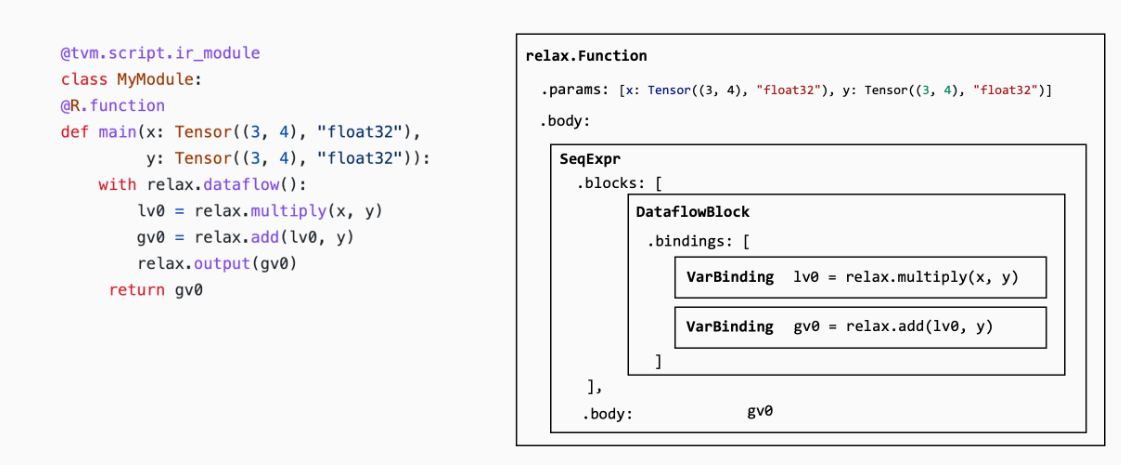 @tvm.script.ir_module
class MyModule:
@R.function
def main(x: Tensor((3, 4), "float32"),
         y: Tensor((3, 4), "float32")):
    with relax.dataflow():
        lv0 = relax.multiply(x, y)
        gv0 = relax.add(lv0, y)
        relax.output(gv0)
     return gv0
relax.Function
.params: [x: Tensor((3, 4), "float32"), y: Tensor((3, 4), "float32")]
.body:
SeqExpr
.blocks: [
DataflowBlock
.bindings: [
VarBinding lv0 = relax.multiply(x, y)
VarBinding gv0 = relax.add(lv0, y)
]
],
.body: gv0